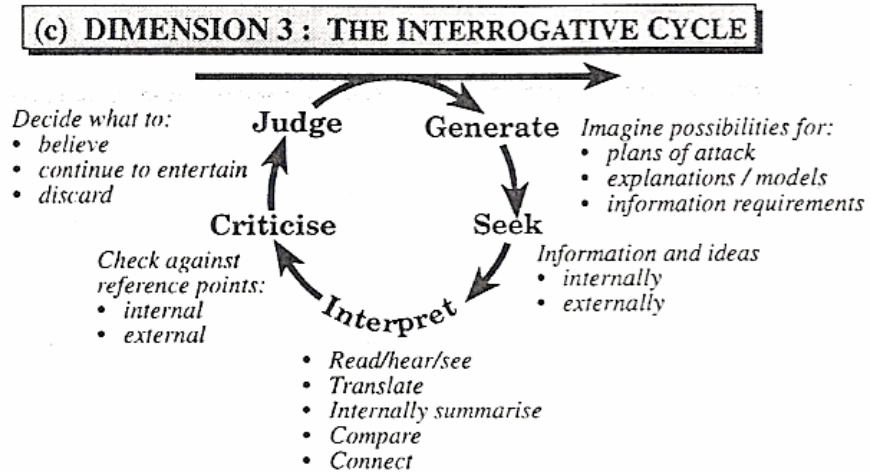 (c) DIMENSION 3 : THE INTERROGATIVE CYCLE
Judge
Decide what to:
• believe
• continue to entertain
• discard
Generate
Imagine possibilities for:
• plans of attack
• explanations / models
• information requirements
Seek
Information and ideas
• internally
• externally
Interpret
• Read/hear/see
• Translate
• Internally summarise
• Compare
• Connect
Criticise
Check against
reference points:
• internal
• external